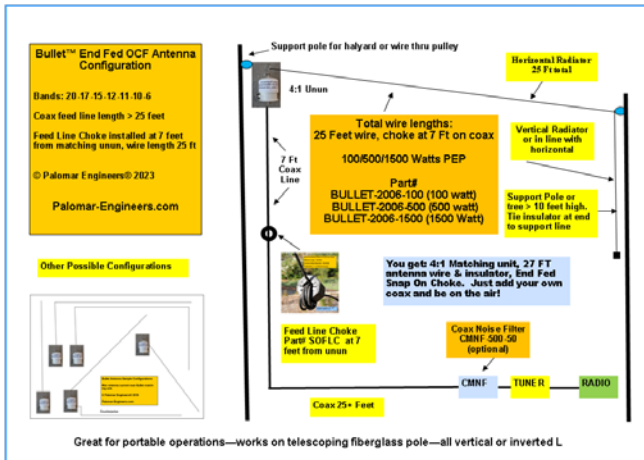 Bullet™ End Fed OCF Antenna
Configuration
Bands: 20-17-15-12-11-10-6
Coax feed line length > 25 feet
Feed Line Choke installed at 7 feet
from matching unun, wire length 25 ft
© Palomar Engineers® 2023
Palomar-Engineers.com
Other Possible Configurations
Support pole for halyard or wire thru pulley
4:1 Unun
Horizontal Radiator
25 Ft total
Total wire lengths:
25 Feet wire, choke at 7 Ft on coax
100/500/1500 Watts PEP
Part#
BULLET-2006-100 (100 watt)
BULLET-2006-500 (500 watt)
BULLET-2006-1500 (1500 Watt)
Vertical Radiator
or in line with
horizontal
7 Ft
Coax
Line
Support Pole or
tree > 10 feet high.
Tie insulator at end
to support line
You get: 4:1 Matching unit, 27 FT
antenna wire & insulator, End Fed
Snap On Choke. Just add your own
coax and be on the air!
Feed Line Choke
Part# SOFLC at 7
feet from unun
Coax Noise Filter
CMNF-500-50
(optional)
CMNF
TUNER
RADIO
Coax 25+ Feet
Great for portable operations—works on telescoping fiberglass pole—all vertical or inverted L